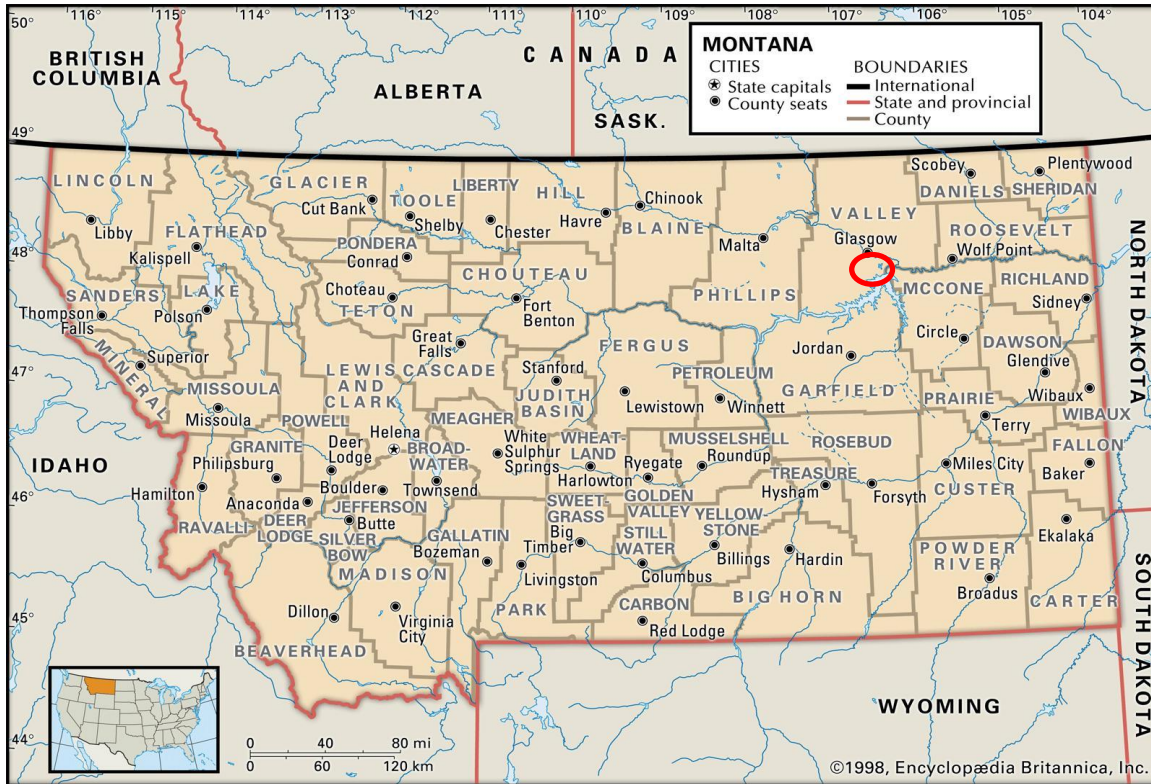 50°
116°
115°
114°
113°
112°
111°
110°
109°
108°
107°
106°
105°
104°
50°
BRITISH
COLUMBIA
CANADA
ALBERTA
SASK.
MONTANA
CITIES
State capitals
County seats
BOUNDARIES
International
State and provincial
County
49°
49°
LINCOLN
Libby
FLATHEAD
Kalispell
GLACIER
Cut Bank
TOOLE
Shelby
LIBERTY
Chester
HILL
Havre
Chinook
BLAINE
Malta
PHILLIPS
VALLEY
Glasgow
Scobey
DANIELS
Plentywood
SHERIDAN
ROOSEVELT
Wolf Point
48°
48°
PONDERA
Conrad
CHOUTEAU
Fort
Benton
Choteau
TETON
SANDERS
Thompson
Falls
LAKE
Polson
MCCONE
Circle
RICHLAND
Sidney
NORTH DAKOTA
MINERAL
Superior
MISSOULA
Missoula
LEWIS
AND
CLARK
Great
Falls
CASCADE
FERGUS
Stanford
JUDITH
BASIN
Lewistown
PETROLEUM
Winnett
Jordan
GARFIELD
DAWSON
Glendive
Wibaux
WIBAUX
PRAIRIE
Terry
47°
47°
POWELL
Deer
Lodge
Helena
BROAD-
WATER
Townsend
MEAGHER
White
Sulphur
Springs
WHEAT-
LAND
Harlowton
Ryegate
GOLDEN
VALLEY
MUSSELSHELL
Roundup
ROSEBUD
Forsyth
TREASURE
Hysham
Miles City
CUSTER
FALLON
Baker
IDAHO
GRANITE
Philipsburg
Hamilton
RAVALLI
Anaconda
DEER
LODGE
Boulder
JEFFERSON
Butte
SILVER
BOW
46°
46°
GALLATIN
Bozeman
Livingston
PARK
SWEET-
GRASS
Big
Timber
STILL
WATER
Columbus
YELLOW-
STONE
Billings
Hardin
BIG HORN
CARBON
Red Lodge
POWDER
RIVER
Broadus
Ekalaka
CARTER
SOUTH DAKOTA
MADISON
Virginia
City
Dillon
BEAVERHEAD
45°
45°
WYOMING
44°
44°
0 40 80 mi
0 60 120 km
©1998, Encyclopædia Britannica, Inc.